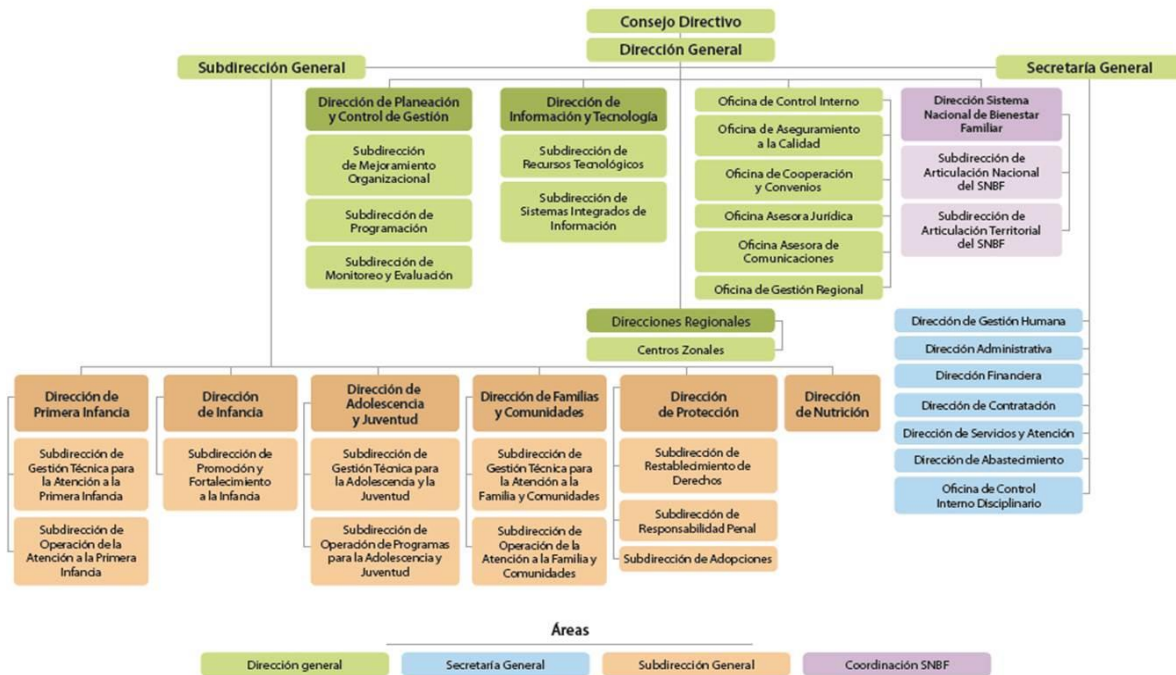 Consejo Directivo
Dirección General
Subdirección General
Secretaría General
Dirección de Planeación
y Control de Gestión
Subdirección
de Mejoramiento
Organizacional
Subdirección de
Programación
Subdirección de
Monitoreo y Evaluación
Dirección de
Información y Tecnología
Subdirección de
Recursos Tecnológicos
Subdirección de
Sistemas Integrados de
Información
Oficina de Control Interno
Oficina de Aseguramiento
a la Calidad
Oficina de Cooperación
y Convenios
Oficina Asesora Jurídica
Oficina Asesora de
Comunicaciones
Oficina de Gestión Regional
Dirección Sistema
Nacional de Bienestar
Familiar
Subdirección de
Articulación Nacional
del SNBF
Subdirección de
Articulación Territorial
del SNBF
Direcciones Regionales
Centros Zonales
Dirección de Gestión Humana
Dirección Administrativa
Dirección Financiera
Dirección de Contratación
Dirección de Servicios y Atención
Dirección de Abastecimiento
Oficina de Control
Interno Disciplinario
Dirección de
Primera Infancia
Subdirección de
Gestión Técnica para
la Atención a la
Primera Infancia
Subdirección de
Operación de la
Atención a la Primera
Infancia
Dirección
de Infancia
Subdirección de
Promoción y
Fortalecimiento
a la Infancia
Dirección de
Adolescencia
y Juventud
Subdirección de
Gestión Técnica para
la Adolescencia y la
Juventud
Subdirección de
Operación de Programas
para la Adolescencia y
Juventud
Dirección de Familias
y Comunidades
Subdirección de
Gestión Técnica para
la Atención a la
Familia y Comunidades
Subdirección de
Operación de la
Atención a la Familia y
Comunidades
Dirección
de Protección
Subdirección de
Restablecimiento de
Derechos
Subdirección de
Responsabilidad Penal
Subdirección de Adopciones
Dirección
de Nutrición
Áreas
Dirección general
Secretaría General
Subdirección General
Coordinación SNBF